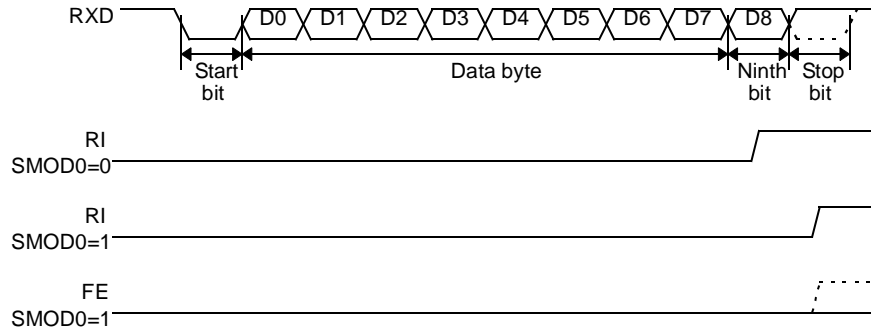 RXD D0 D1 D2 D3 D4 D5 D6 D7 D8
Start bit
Data byte
Ninth bit
Stop bit
RI
SMOD0=0
RI
SMOD0=1
FE
SMOD0=1